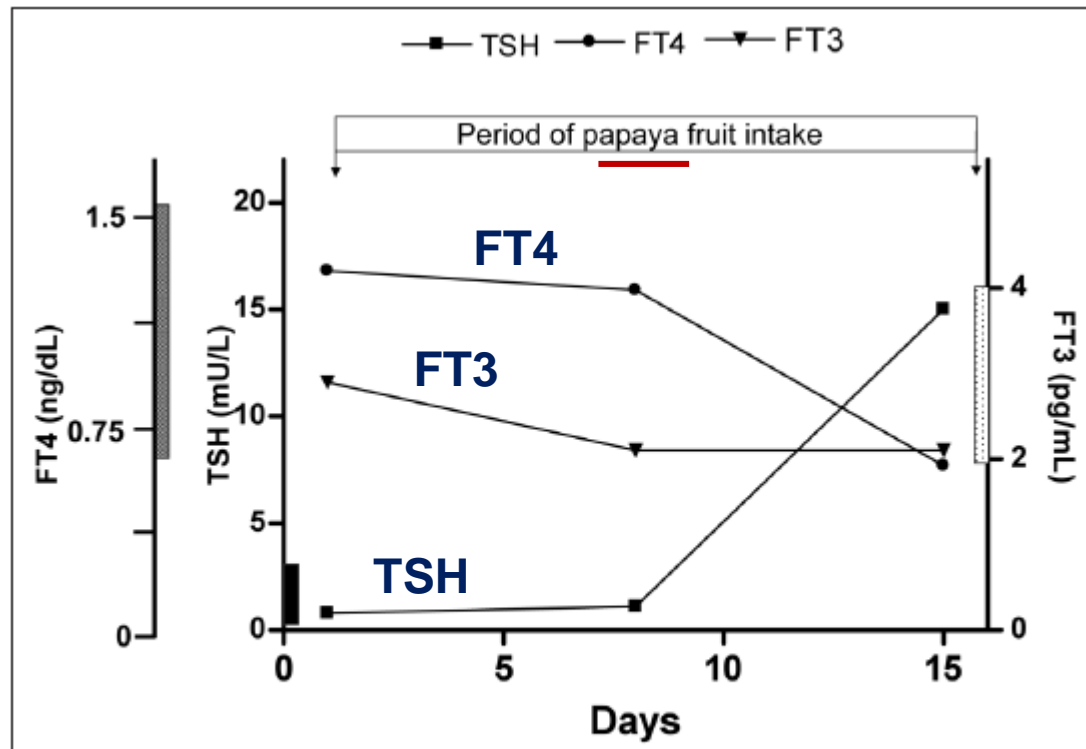 TSH FT4 FT3
Period of papaya fruit intake
FT4 (ng/dL)
1.5
0.75
0
TSH (mU/L)
20
15
10
5
0
FT4
FT3
TSH
4
2
0
FT3 (pg/mL)
0 5 10 15
Days